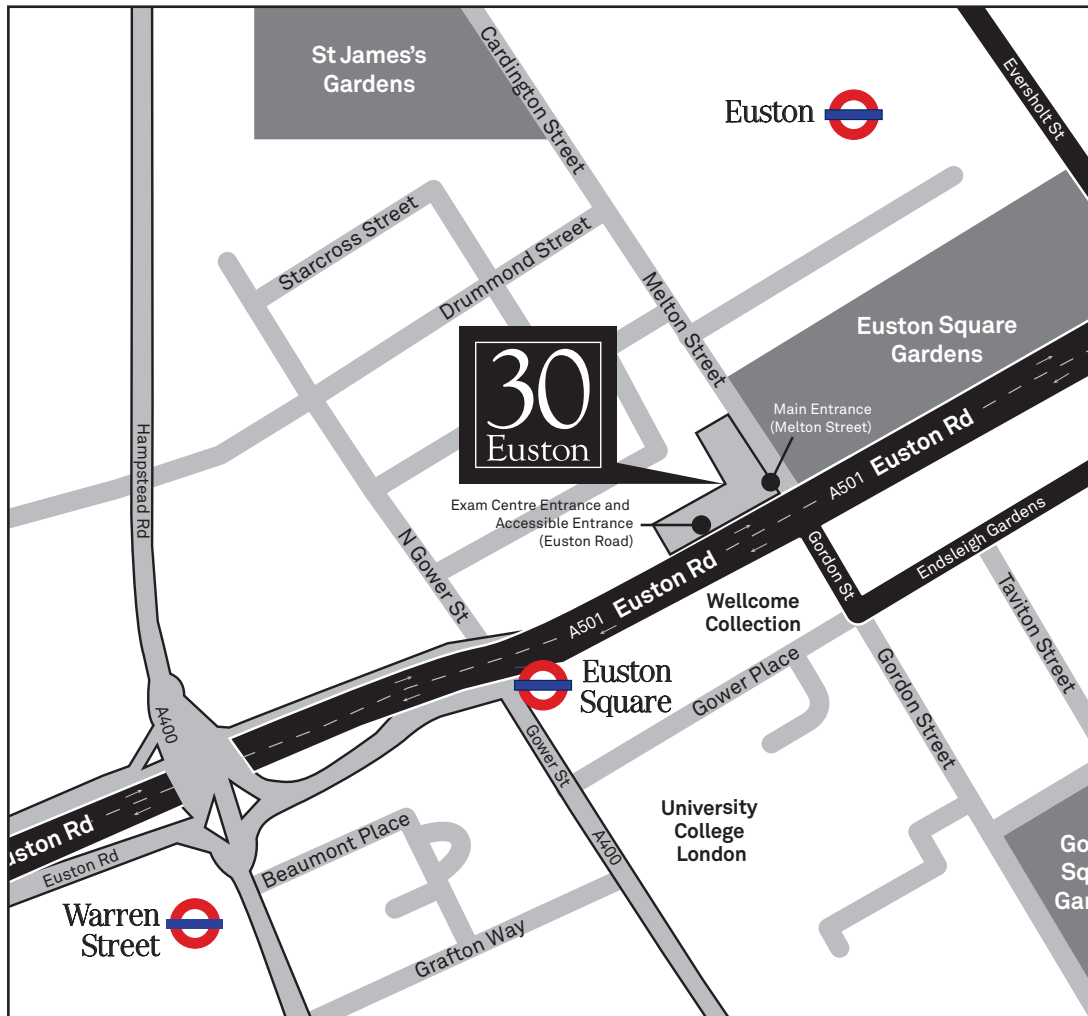 St James's
Gardens
Cardington Street
Eversholt St
Euston
Starcross Street
Drummond Street
Melton Street
Euston Square
Gardens
30
Euston
Main Entrance
(Melton Street)
Hampstead Rd
Exam Centre Entrance and
Accessible Entrance
(Euston Road)
A501 Euston Rd
N Gower St
A501 Euston Rd
Gordon St
Endsleigh Gardens
Wellcome
Collection
Taviton Street
Euston
Square
Gower Place
Gordon Street
A400
Gower St
University
College
London
A400
uston Rd
Euston Rd
Beaumont Place
Go
Sq
Gar
Warren
Street
Grafton Way